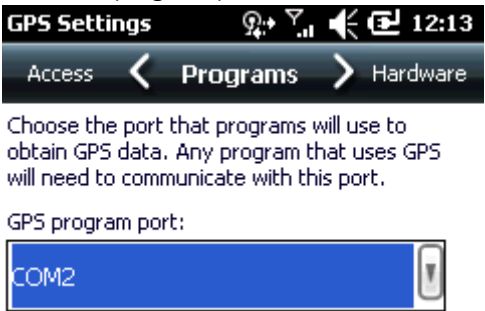 GPS Settings 12:13
Access Programs Hardware
Choose the port that programs will use to
obtain GPS data. Any program that uses GPS
will need to communicate with this port.
GPS program port:
COM2